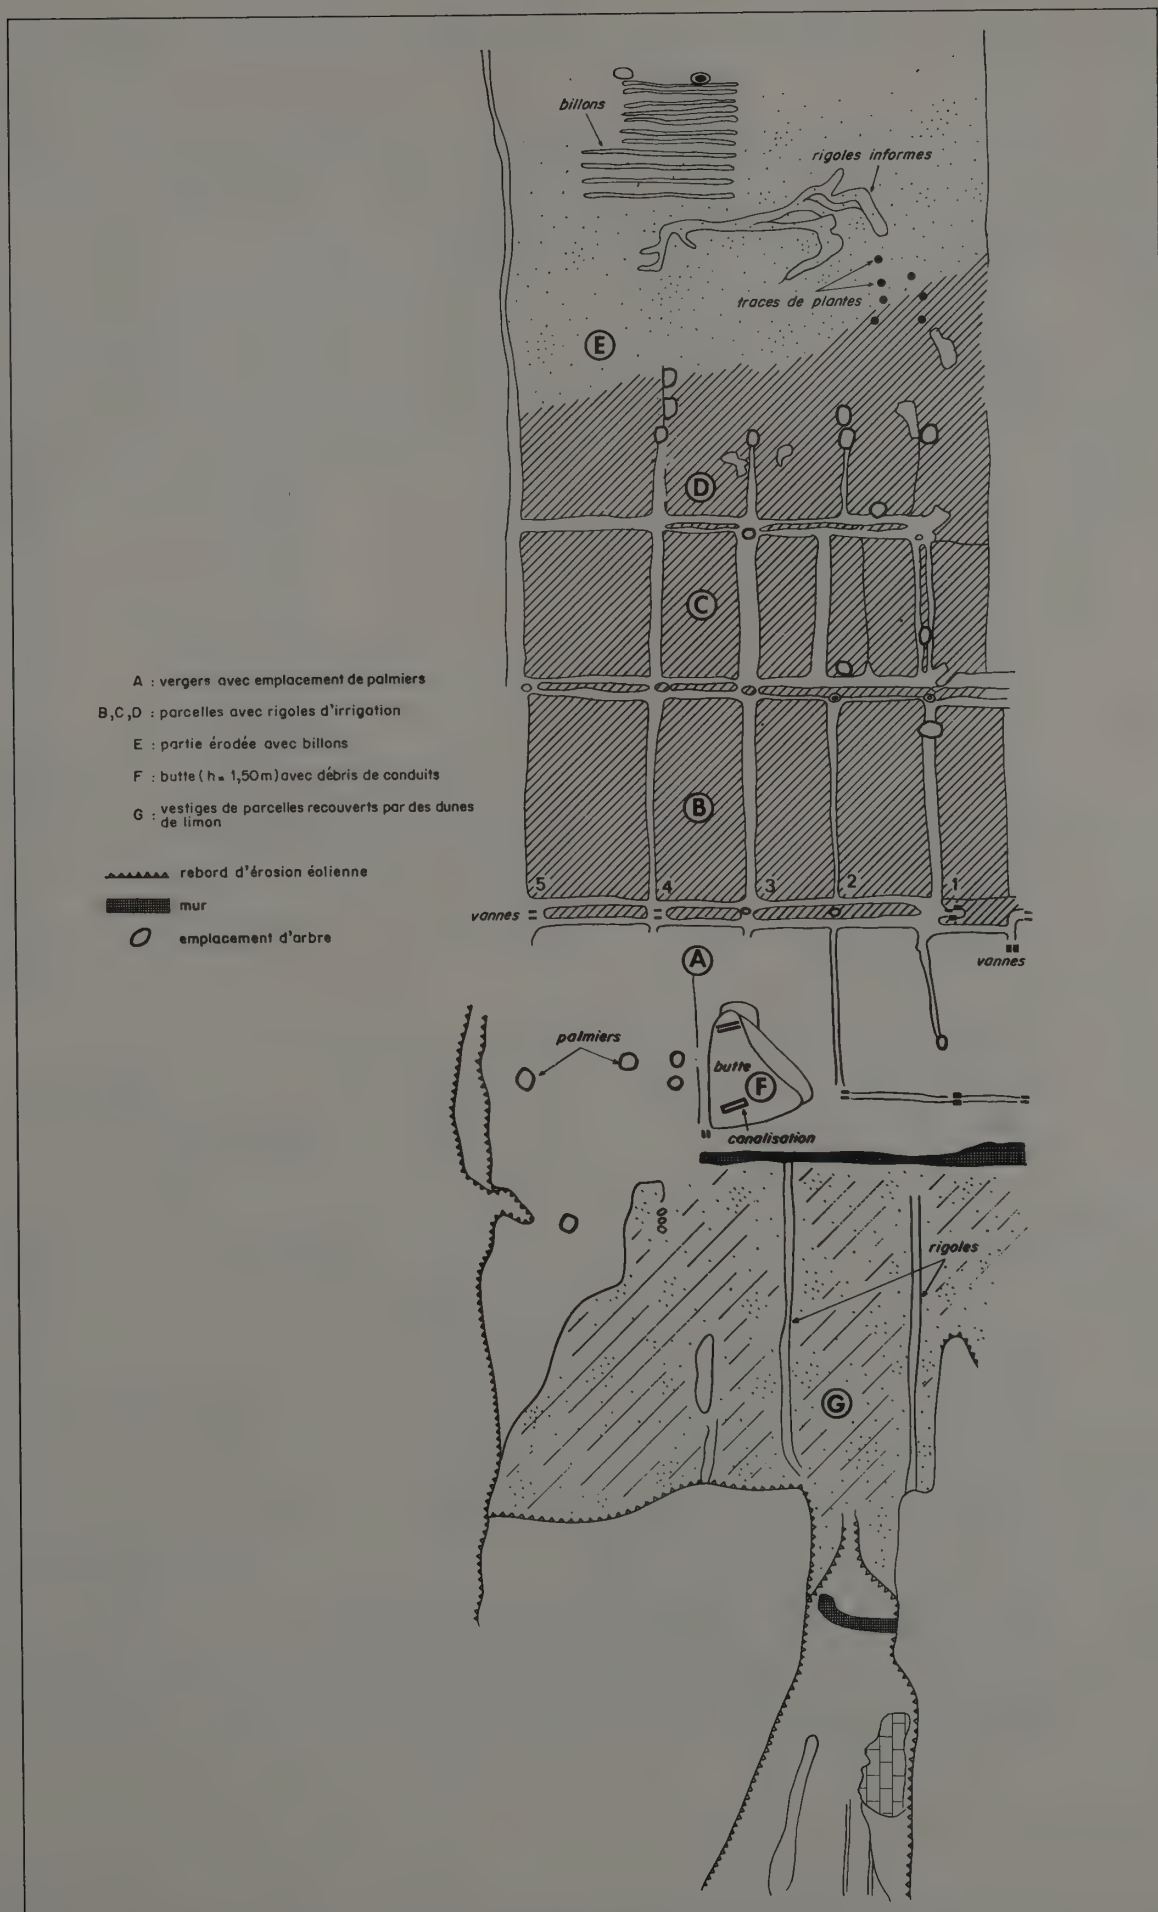 billons
rigoles informes
traces de plantes
E
D
C
A : vergers avec emplacement de palmiers
B,C,D : parcelles avec rigoles d'irrigation
E : partie érodée avec billons
F : butte ( h = 1,50 m ) avec débris de conduits
G : vestiges de parcelles recouverts par des dunes
de limon
rebord d'érosion éolienne
mur
emplacement d'arbre
B
5 4 3 2 1
vannes
A
vannes
palmiers
butte
F
canalisation
rigoles
G